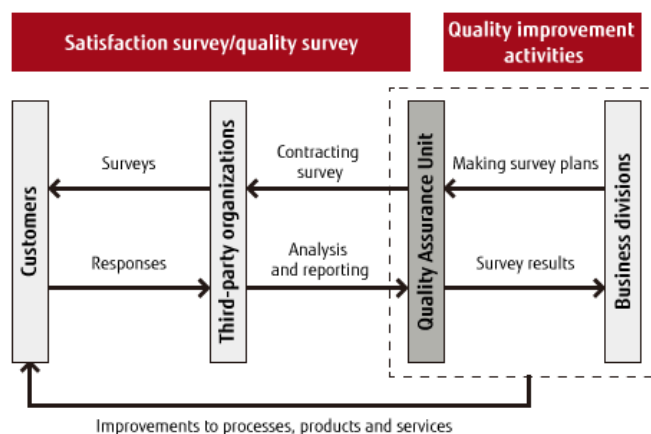 Satisfaction survey/quality survey
Quality improvement
activities
Customers
Surveys
Responses
Third-party organizations
Contracting
survey
Analysis
and reporting
Quality Assurance Unit
Making survey plans
Survey results
Business divisions
Improvements to processes, products and services